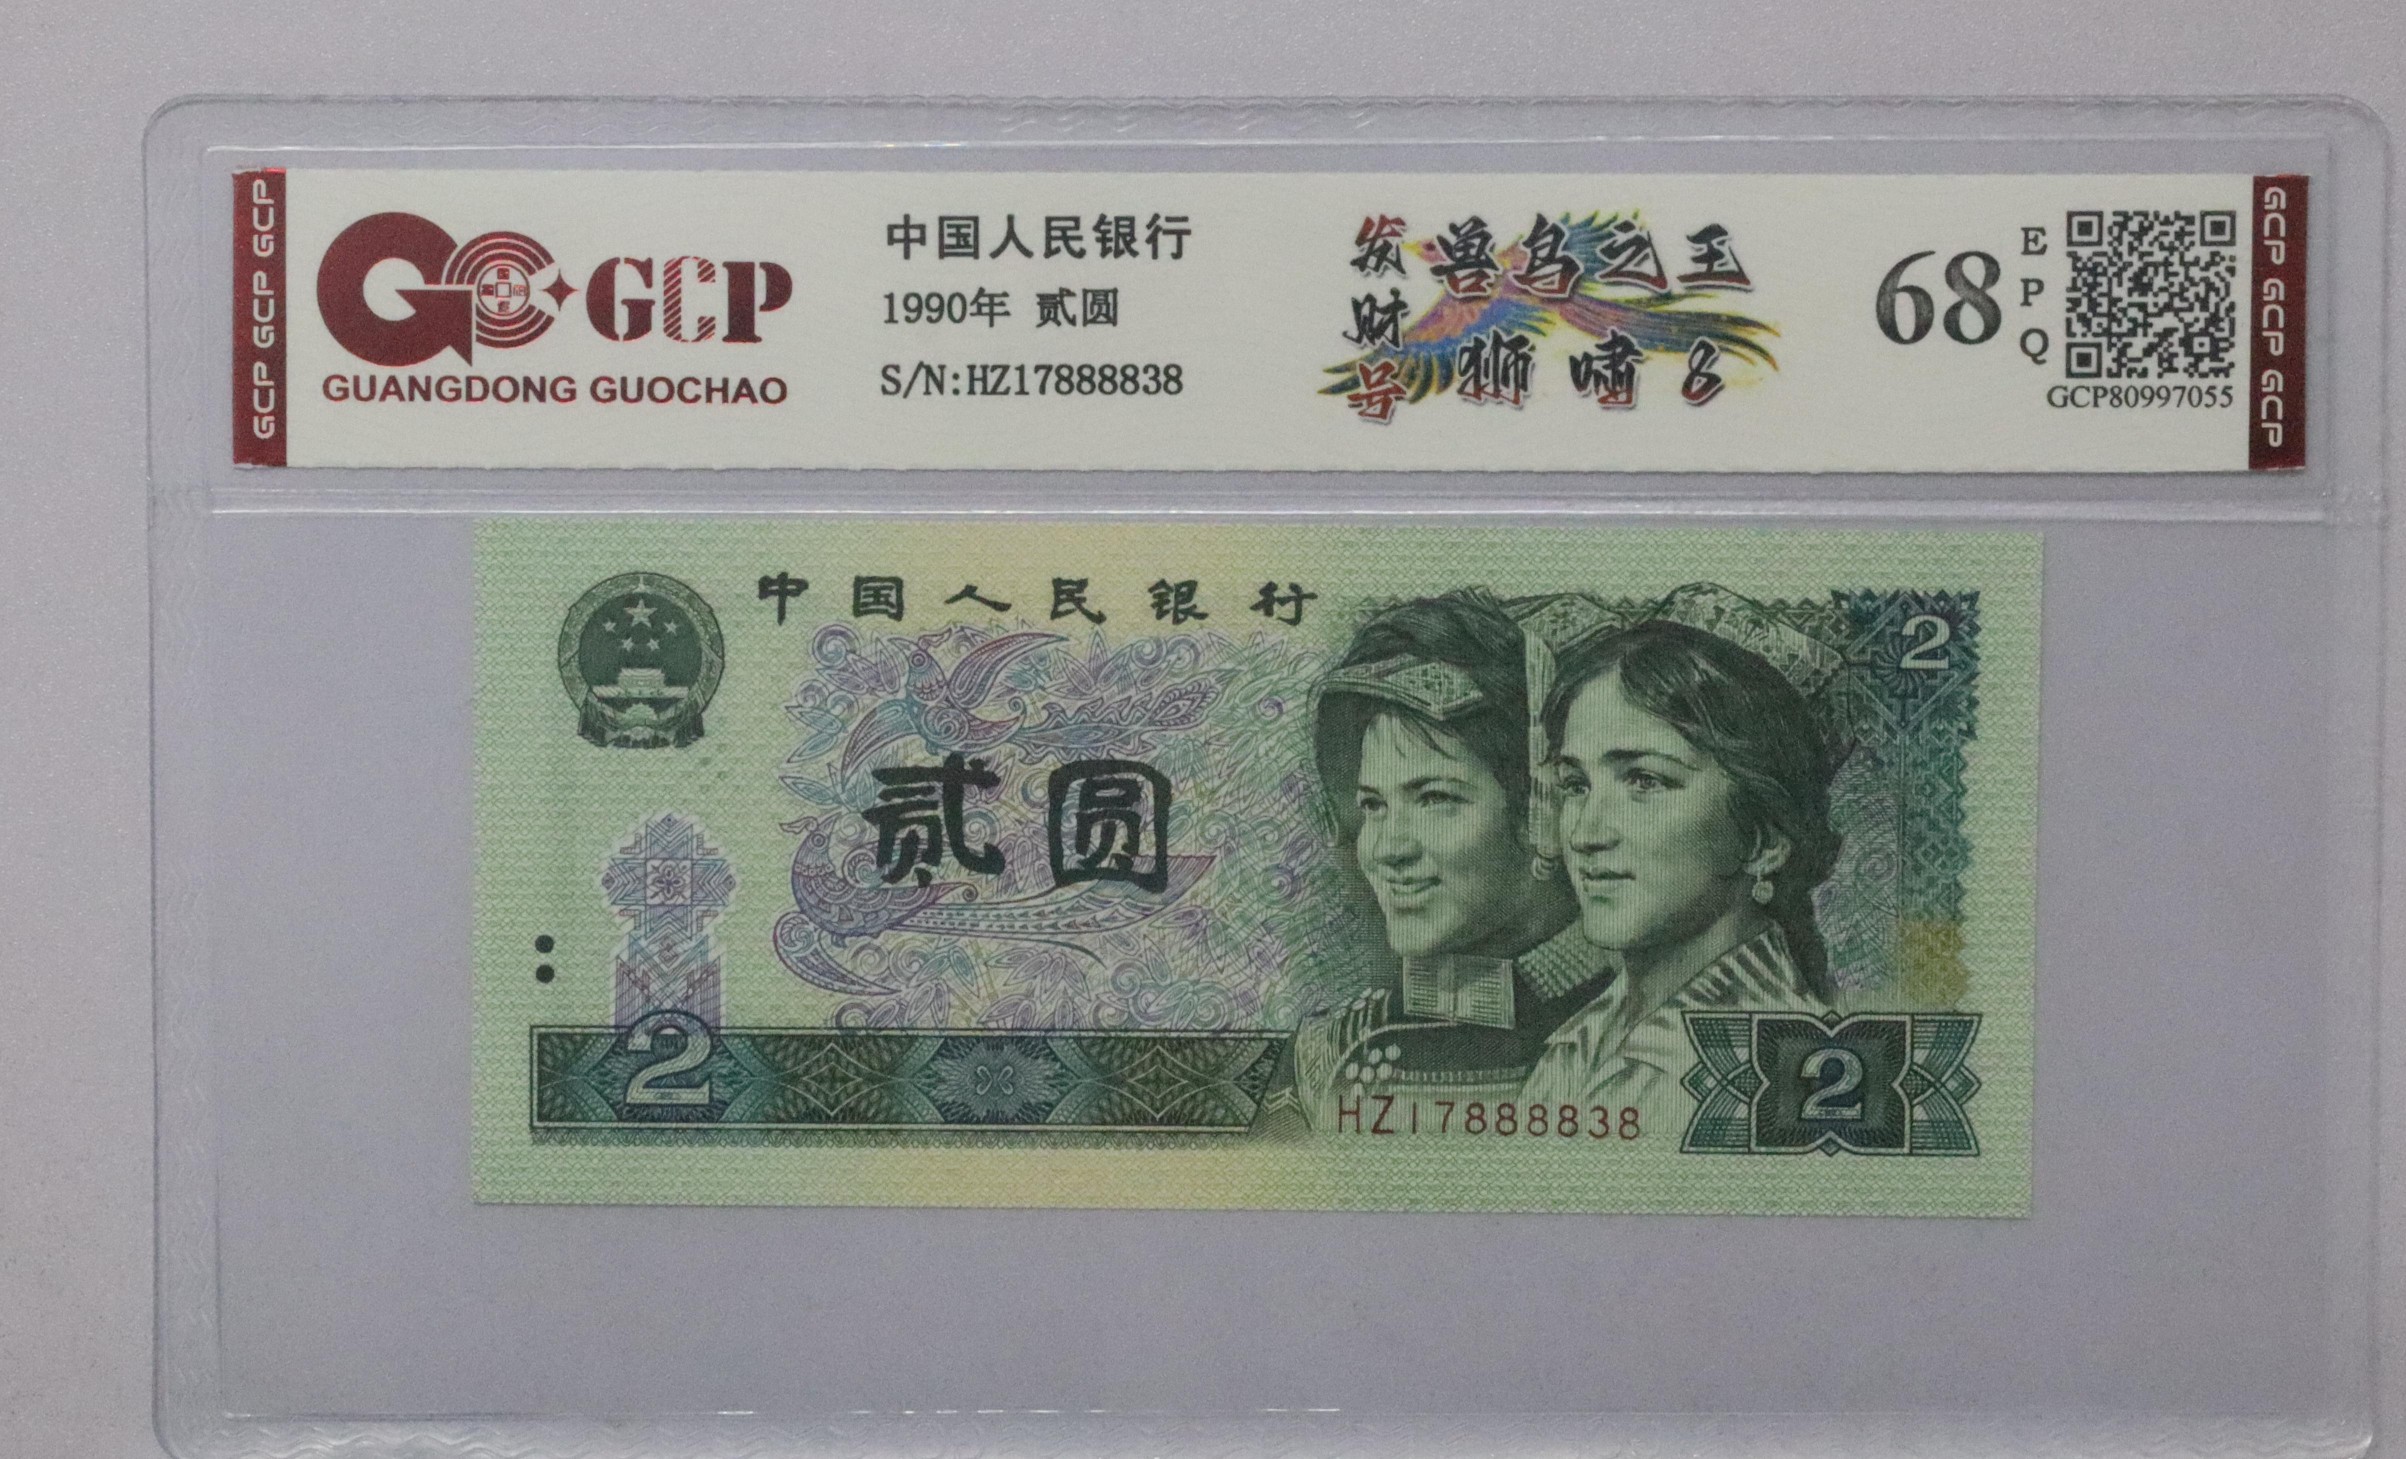 GCP GCP GCP
GCP
GUANGDONG GUOCHAO
中国人民银行
1990年 贰圆
S/N:HZ17888838
发财号
兽鸟之王
狮啸8
68
EPQ
GCP80997055
GCP GCP GCP
中国人民银行
2
贰圆
2
HZ17888838
2